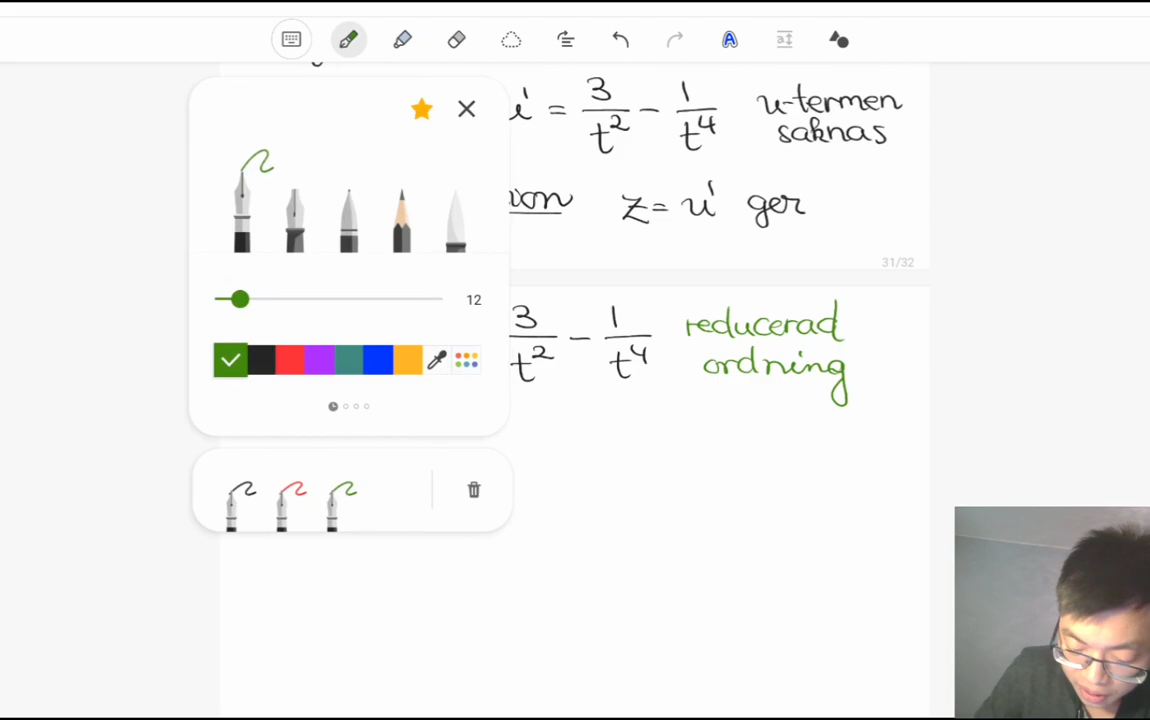 u' = 3/t² - 1/t⁴ u-termen
saknas
z = u' ger
31/32
3/t² - 1/t⁴ reducerad
ordning
12